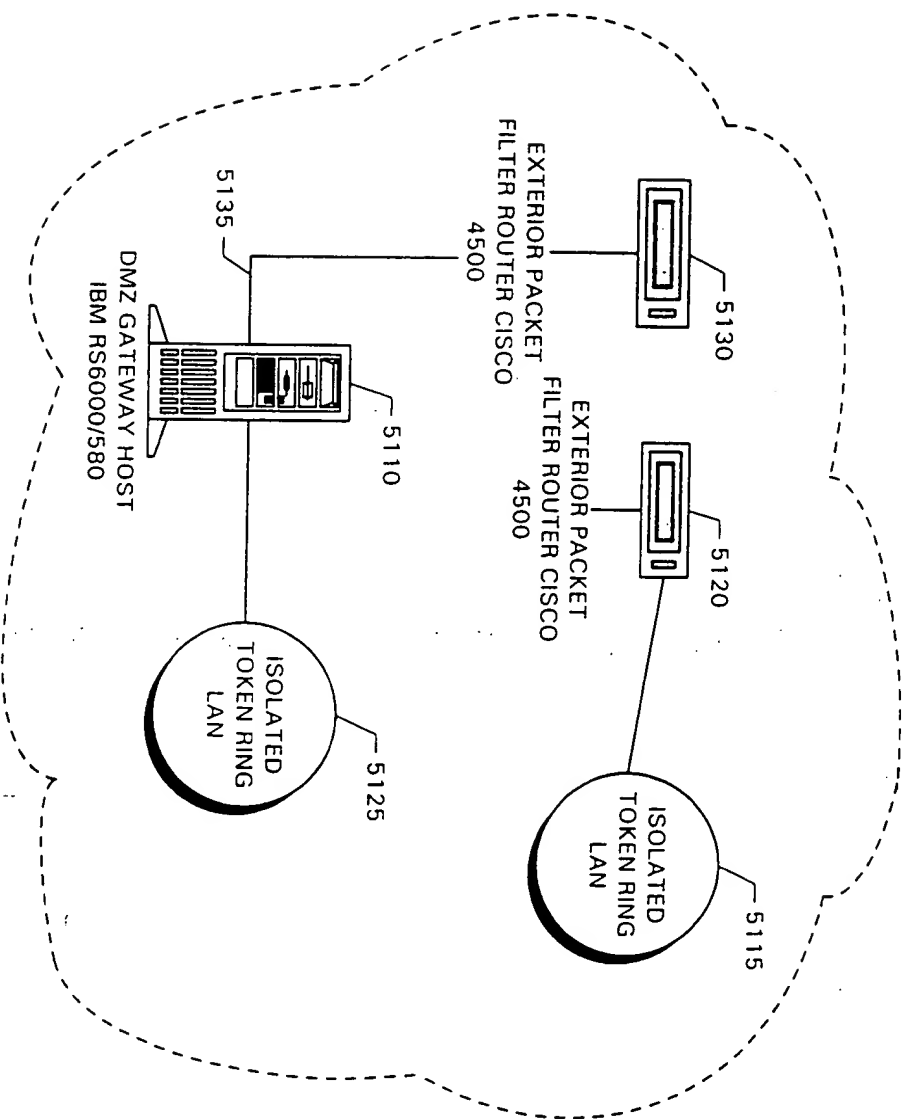 5130
EXTERIOR PACKET
FILTER ROUTER CISCO
4500
5120
EXTERIOR PACKET
FILTER ROUTER CISCO
4500
5115
ISOLATED
TOKEN RING
LAN
5135
5110
DMZ GATEWAY HOST
IBM RS6000/580
5125
ISOLATED
TOKEN RING
LAN